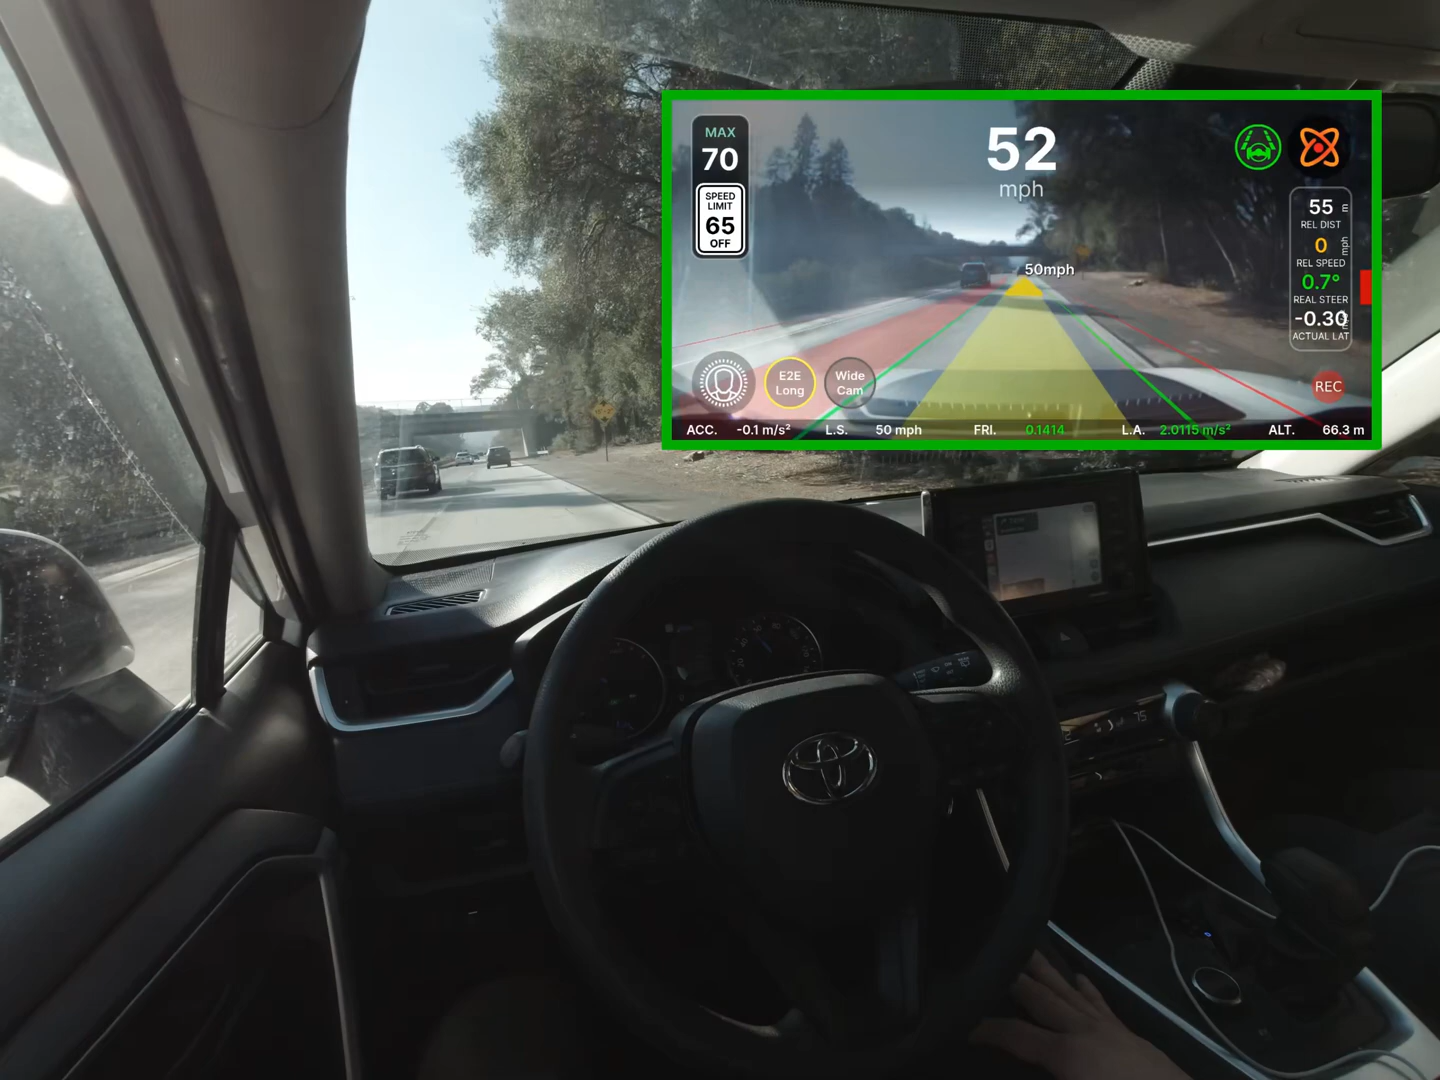 MAX
70
SPEED
LIMIT
65
OFF
52
mph
50mph
55 m
REL DIST
0 mph
REL SPEED
0.7°
REAL STEER
-0.30
ACTUAL LAT
E2E
Long
Wide
Cam
REC
ACC. -0.1 m/s² L.S. 50 mph FRI. 0.1414 L.A. 2.0115 m/s² ALT. 66.3 m
75